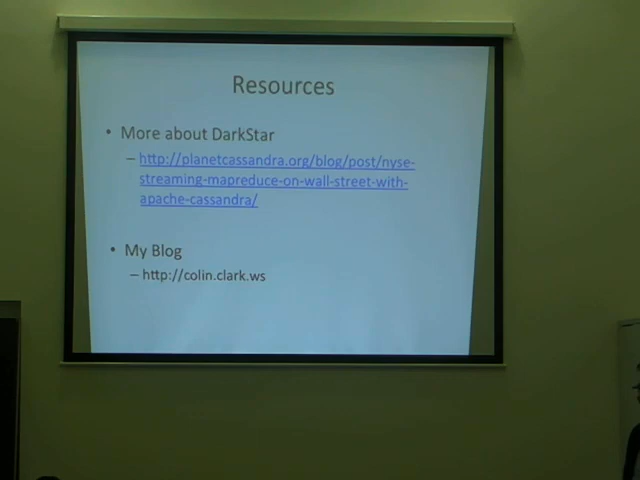 Resources
• More about DarkStar
– http://planetcassandra.org/blog/post/nyse-
streaming-mapreduce-on-wall-street-with-
apache-cassandra/
• My Blog
– http://colin.clark.ws